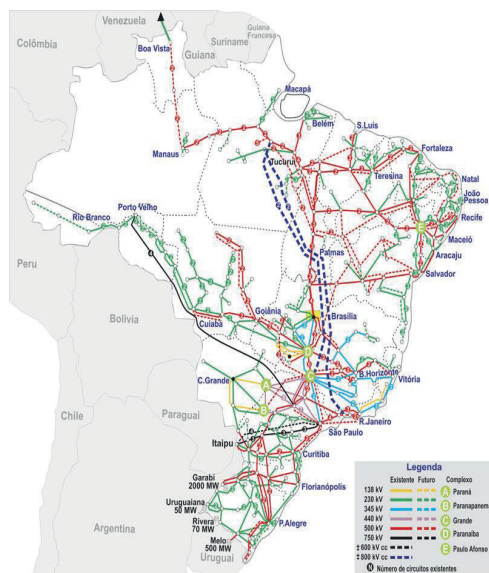 Venezuela
Colômbia
Guiana
Suriname
Guiana
Francesa
Boa Vista
Macapá
Belém
S.Luis
Fortaleza
Manaus
Tucuruí
Teresina
Natal
João
Pessoa
Recife
Maceió
Aracaju
Salvador
Porto Velho
Rio Branco
Palmas
Peru
Bolívia
Cuiabá
Goiânia
Brasília
C.Grande
B.Horizonte
Vitória
R.Janeiro
São Paulo
Chile
Paraguai
Itaipu
Curitiba
Garabi
2000 MW
Florianópolis
Uruguaiana
50 MW
Rivera
70 MW
P.Alegre
Melo
500 MW
Argentina
Uruguai
A
B
C
D
E
Legenda
Existente Futuro Complexo
138 kV A Paraná
230 kV B Paranapanema
345 kV C Grande
440 kV D Paranaíba
500 kV E Paulo Afonso
750 kV
± 600 kV cc
± 800 kV cc
N Número de circuitos existentes